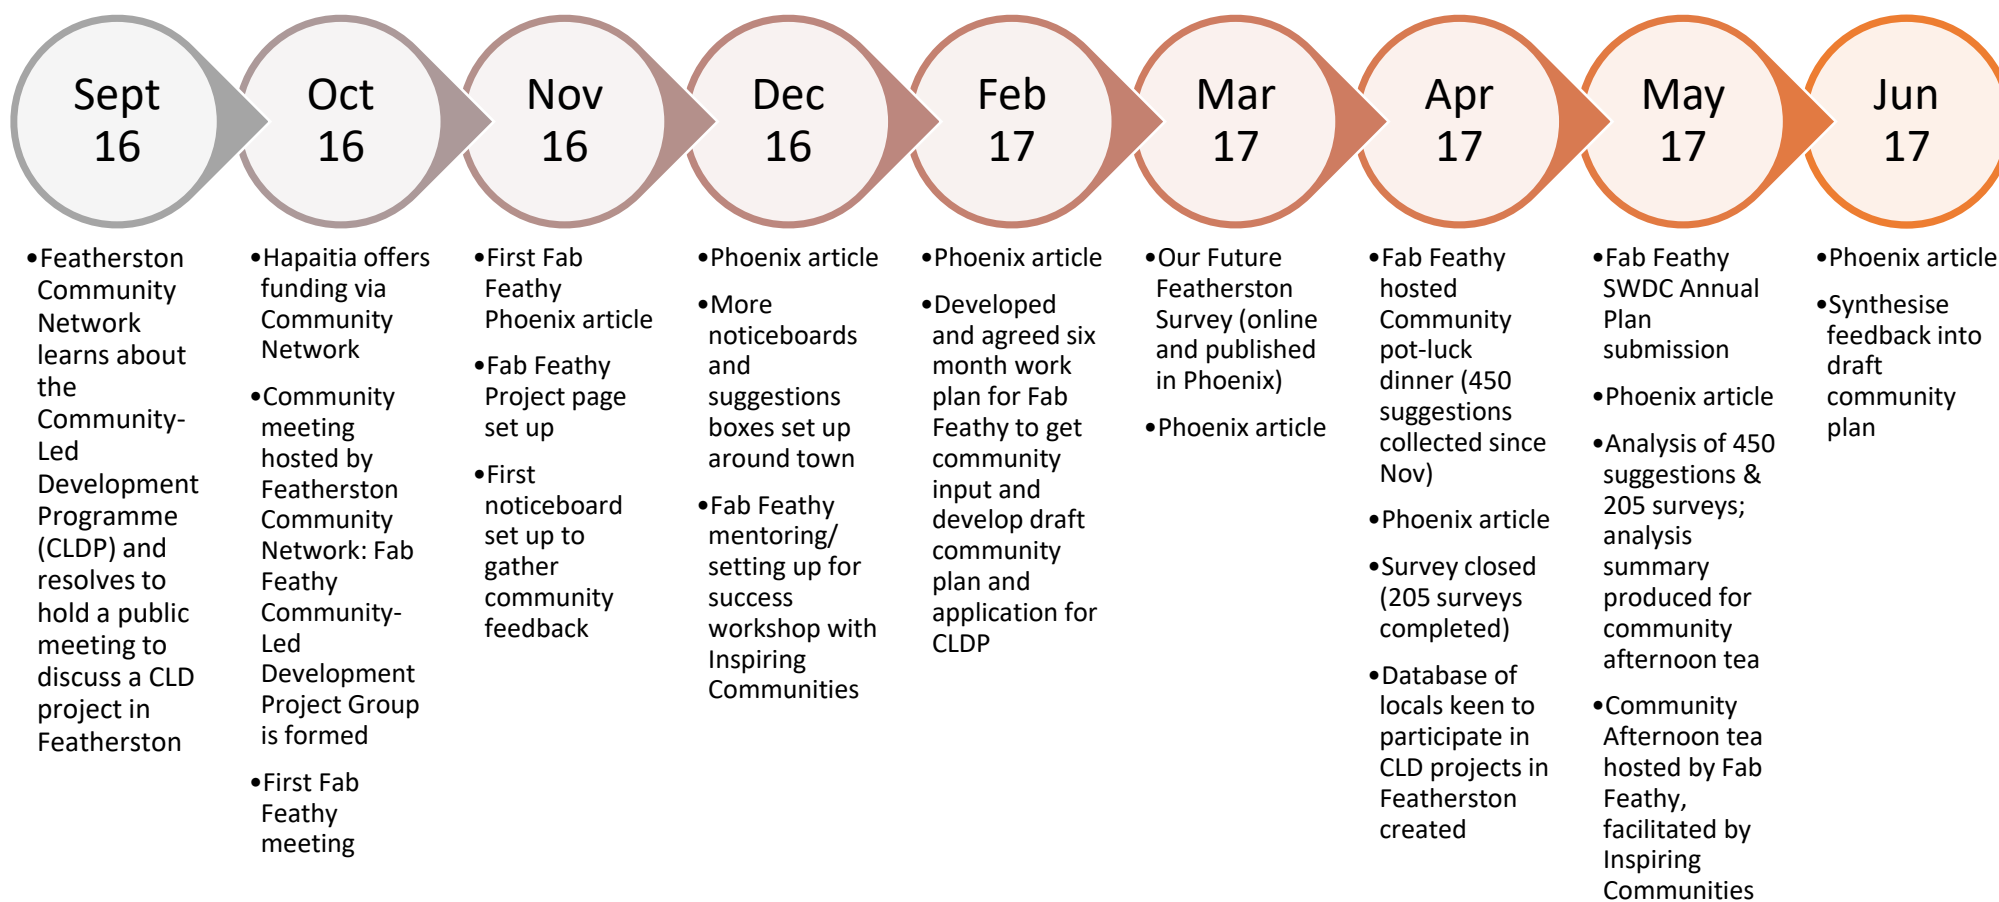 Sept
16
•Featherston
Community
Network
learns about
the
Community-
Led
Development
Programme
(CLDP) and
resolves to
hold a public
meeting to
discuss a CLD
project in
Featherston
Oct
16
•Hapaitia offers
funding via
Community
Network
•Community
meeting
hosted by
Featherston
Community
Network: Fab
Feathy
Community-
Led
Development
Project Group
is formed
•First Fab
Feathy
meeting
Nov
16
•First Fab
Feathy
Phoenix article
•Fab Feathy
Project page
set up
•First
noticeboard
set up to
gather
community
feedback
Dec
16
•Phoenix article
•More
noticeboards
and
suggestions
boxes set up
around town
•Fab Feathy
mentoring/
setting up for
success
workshop with
Inspiring
Communities
Feb
17
•Phoenix article
•Developed
and agreed six
month work
plan for Fab
Feathy to get
community
input and
develop draft
community
plan and
application for
CLDP
Mar
17
•Our Future
Featherston
Survey (online
and published
in Phoenix)
•Phoenix article
Apr
17
•Fab Feathy
hosted
Community
pot-luck
dinner (450
suggestions
collected since
Nov)
•Phoenix article
•Survey closed
(205 surveys
completed)
•Database of
locals keen to
participate in
CLD projects in
Featherston
created
May
17
•Fab Feathy
SWDC Annual
Plan
submission
•Phoenix article
•Analysis of 450
suggestions &
205 surveys;
analysis
summary
produced for
community
afternoon tea
•Community
Afternoon tea
hosted by Fab
Feathy,
facilitated by
Inspiring
Communities
Jun
17
•Phoenix article
•Synthesise
feedback into
draft
community
plan